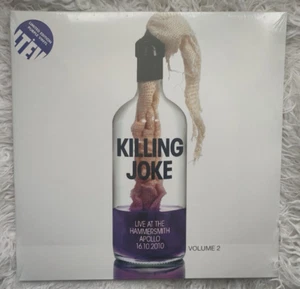 KILLING
JOKE
LIVE AT THE
HAMMERSMITH
APOLLO
16.10.2010
VOLUME 2